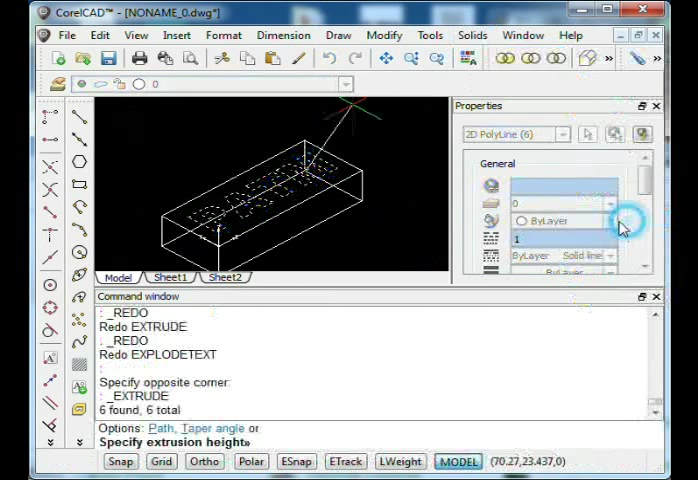 CorelCAD™ - [NONAME_0.dwg*]
File Edit View Insert Format Dimension Draw Modify Tools Solids Window Help
0
Properties
2D PolyLine (6)
General
0
ByLayer
1
ByLayer Solid line
ByLayer
Model Sheet1 Sheet2
Command window
: _REDO
Redo EXTRUDE
: _REDO
Redo EXPLODETEXT
:
Specify opposite corner:
: _EXTRUDE
6 found, 6 total
Options: Path, Taper angle or
Specify extrusion height»
Snap Grid Ortho Polar ESnap ETrack LWeight MODEL (70.27,23.437,0)